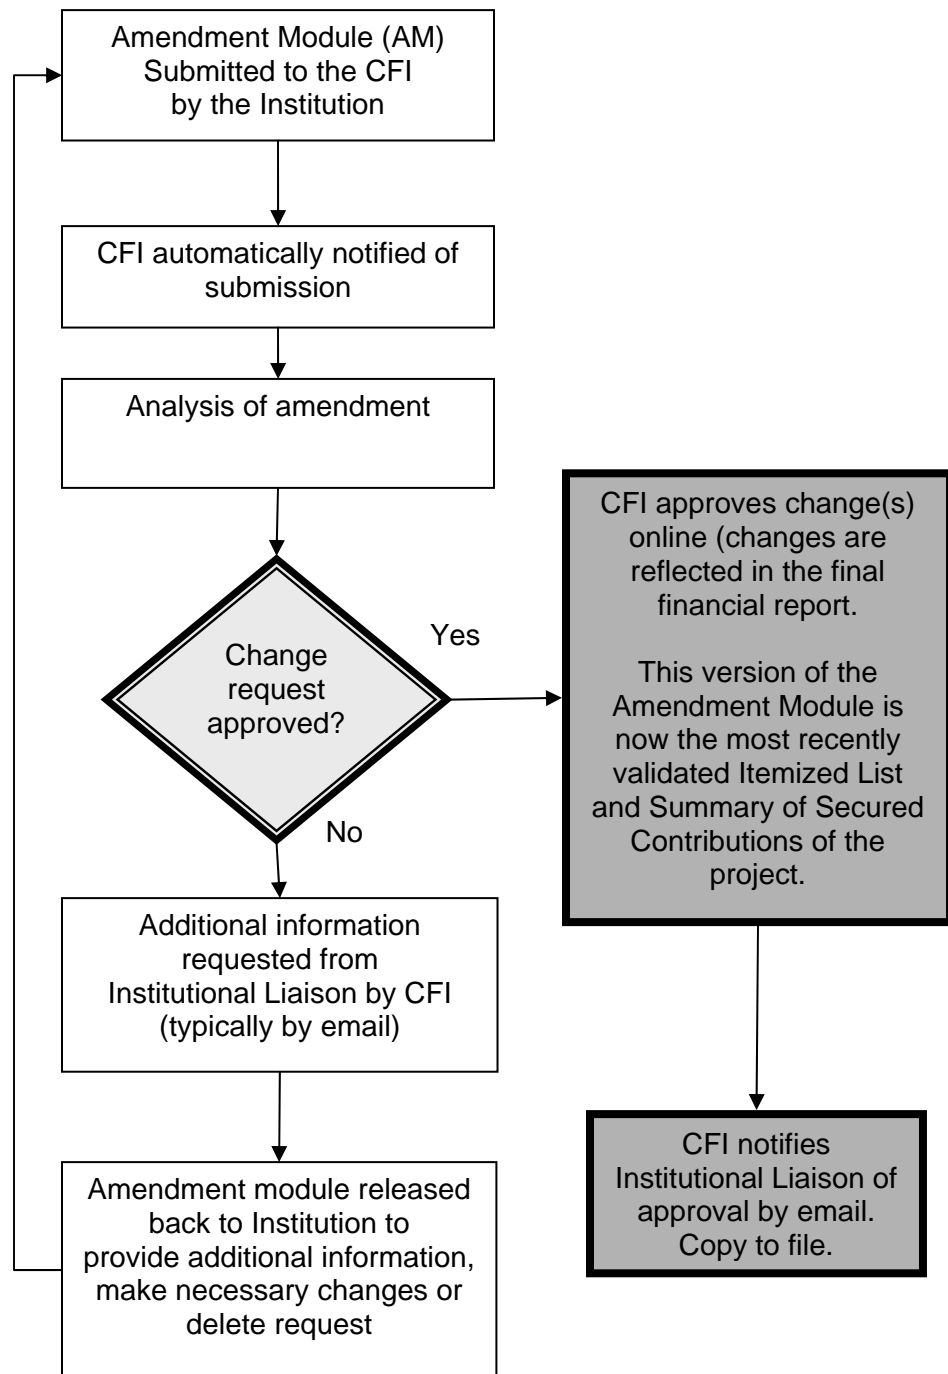 Amendment Module (AM)
Submitted to the CFI
by the Institution
CFI automatically notified of
submission
Analysis of amendment
Change
request
approved?
Yes
No
CFI approves change(s)
online (changes are
reflected in the final
financial report.
This version of the
Amendment Module is
now the most recently
validated Itemized List
and Summary of Secured
Contributions of the
project.
Additional information
requested from
Institutional Liaison by CFI
(typically by email)
CFI notifies
Institutional Liaison of
approval by email.
Copy to file.
Amendment module released
back to Institution to
provide additional information,
make necessary changes or
delete request